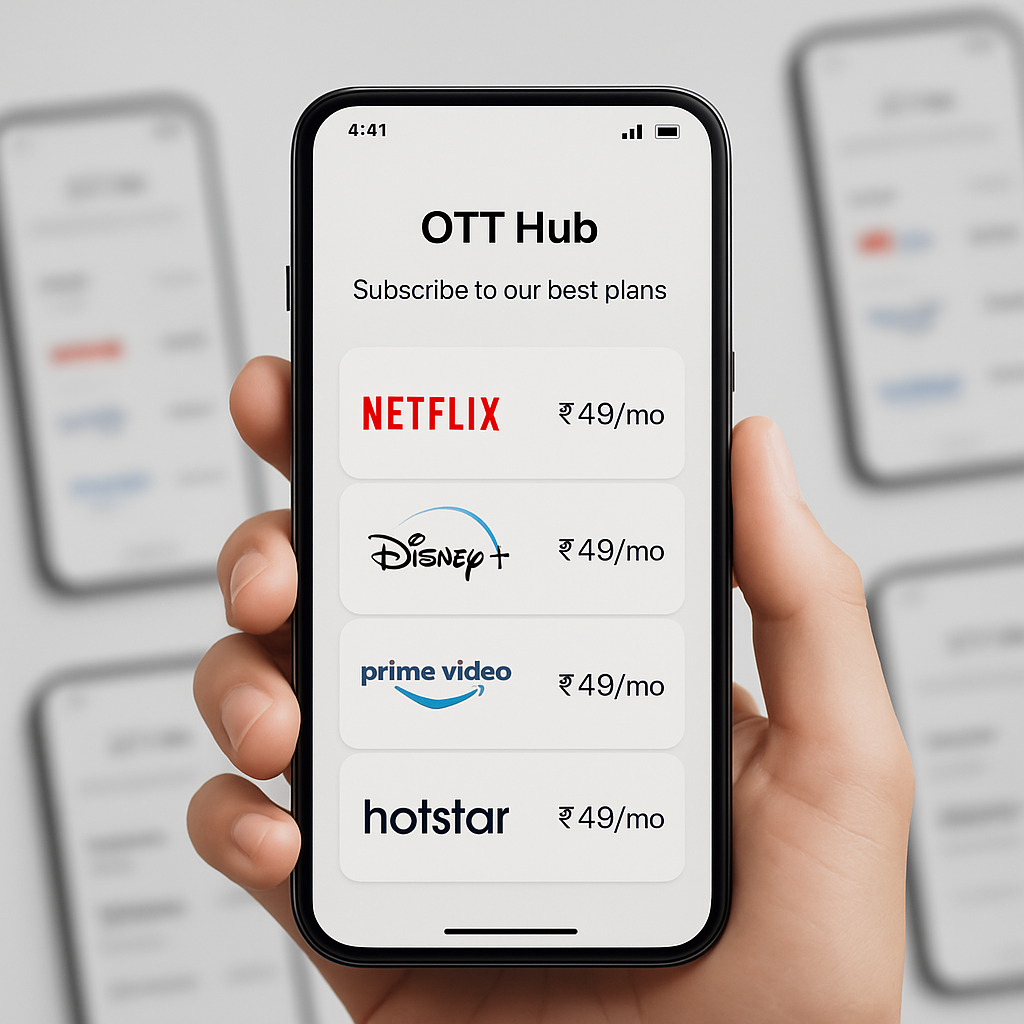 4:41
OTT Hub
Subscribe to our best plans
NETFLIX ₹49/mo
Disney+ ₹49/mo
prime video ₹49/mo
hotstar ₹49/mo